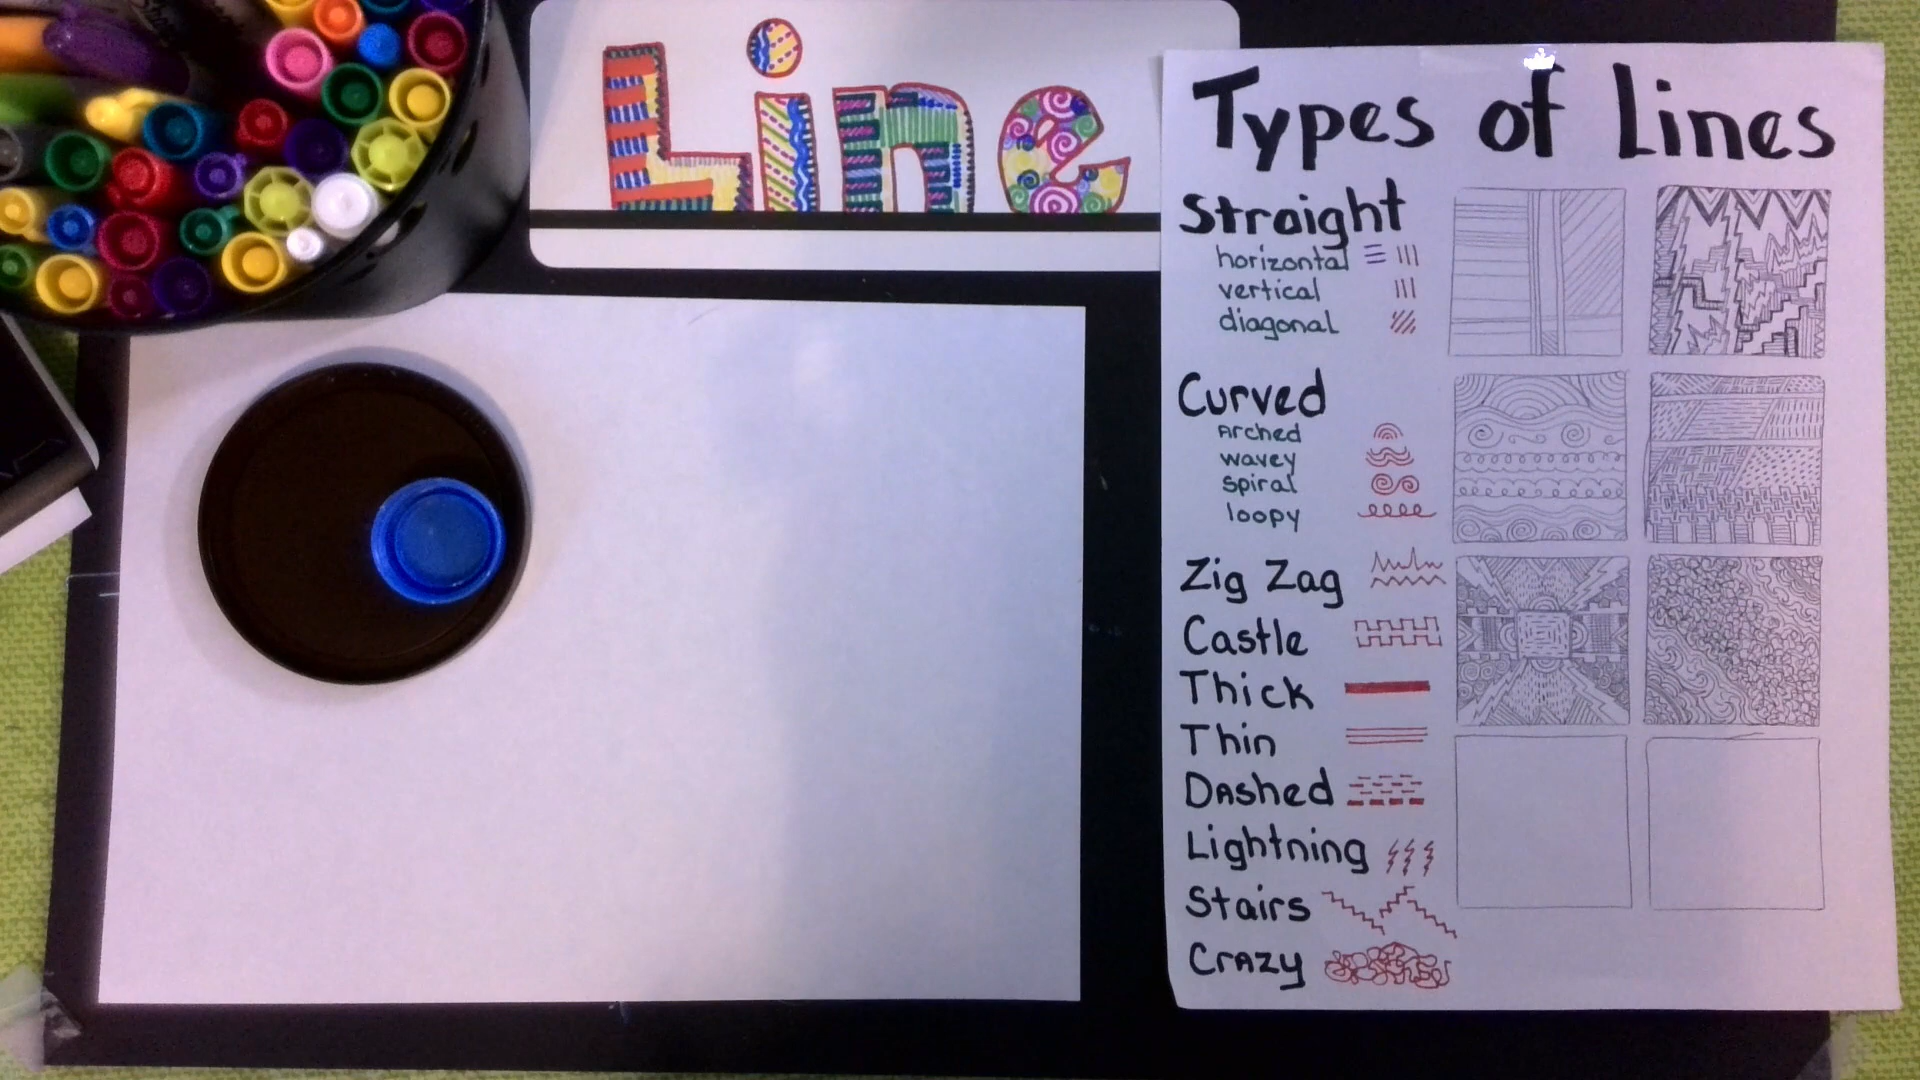 Line
Types of Lines
Straight
horizontal
vertical
diagonal
Curved
Arched
wavey
spiral
loopy
Zig Zag
Castle
Thick
Thin
Dashed
Lightning
Stairs
Crazy